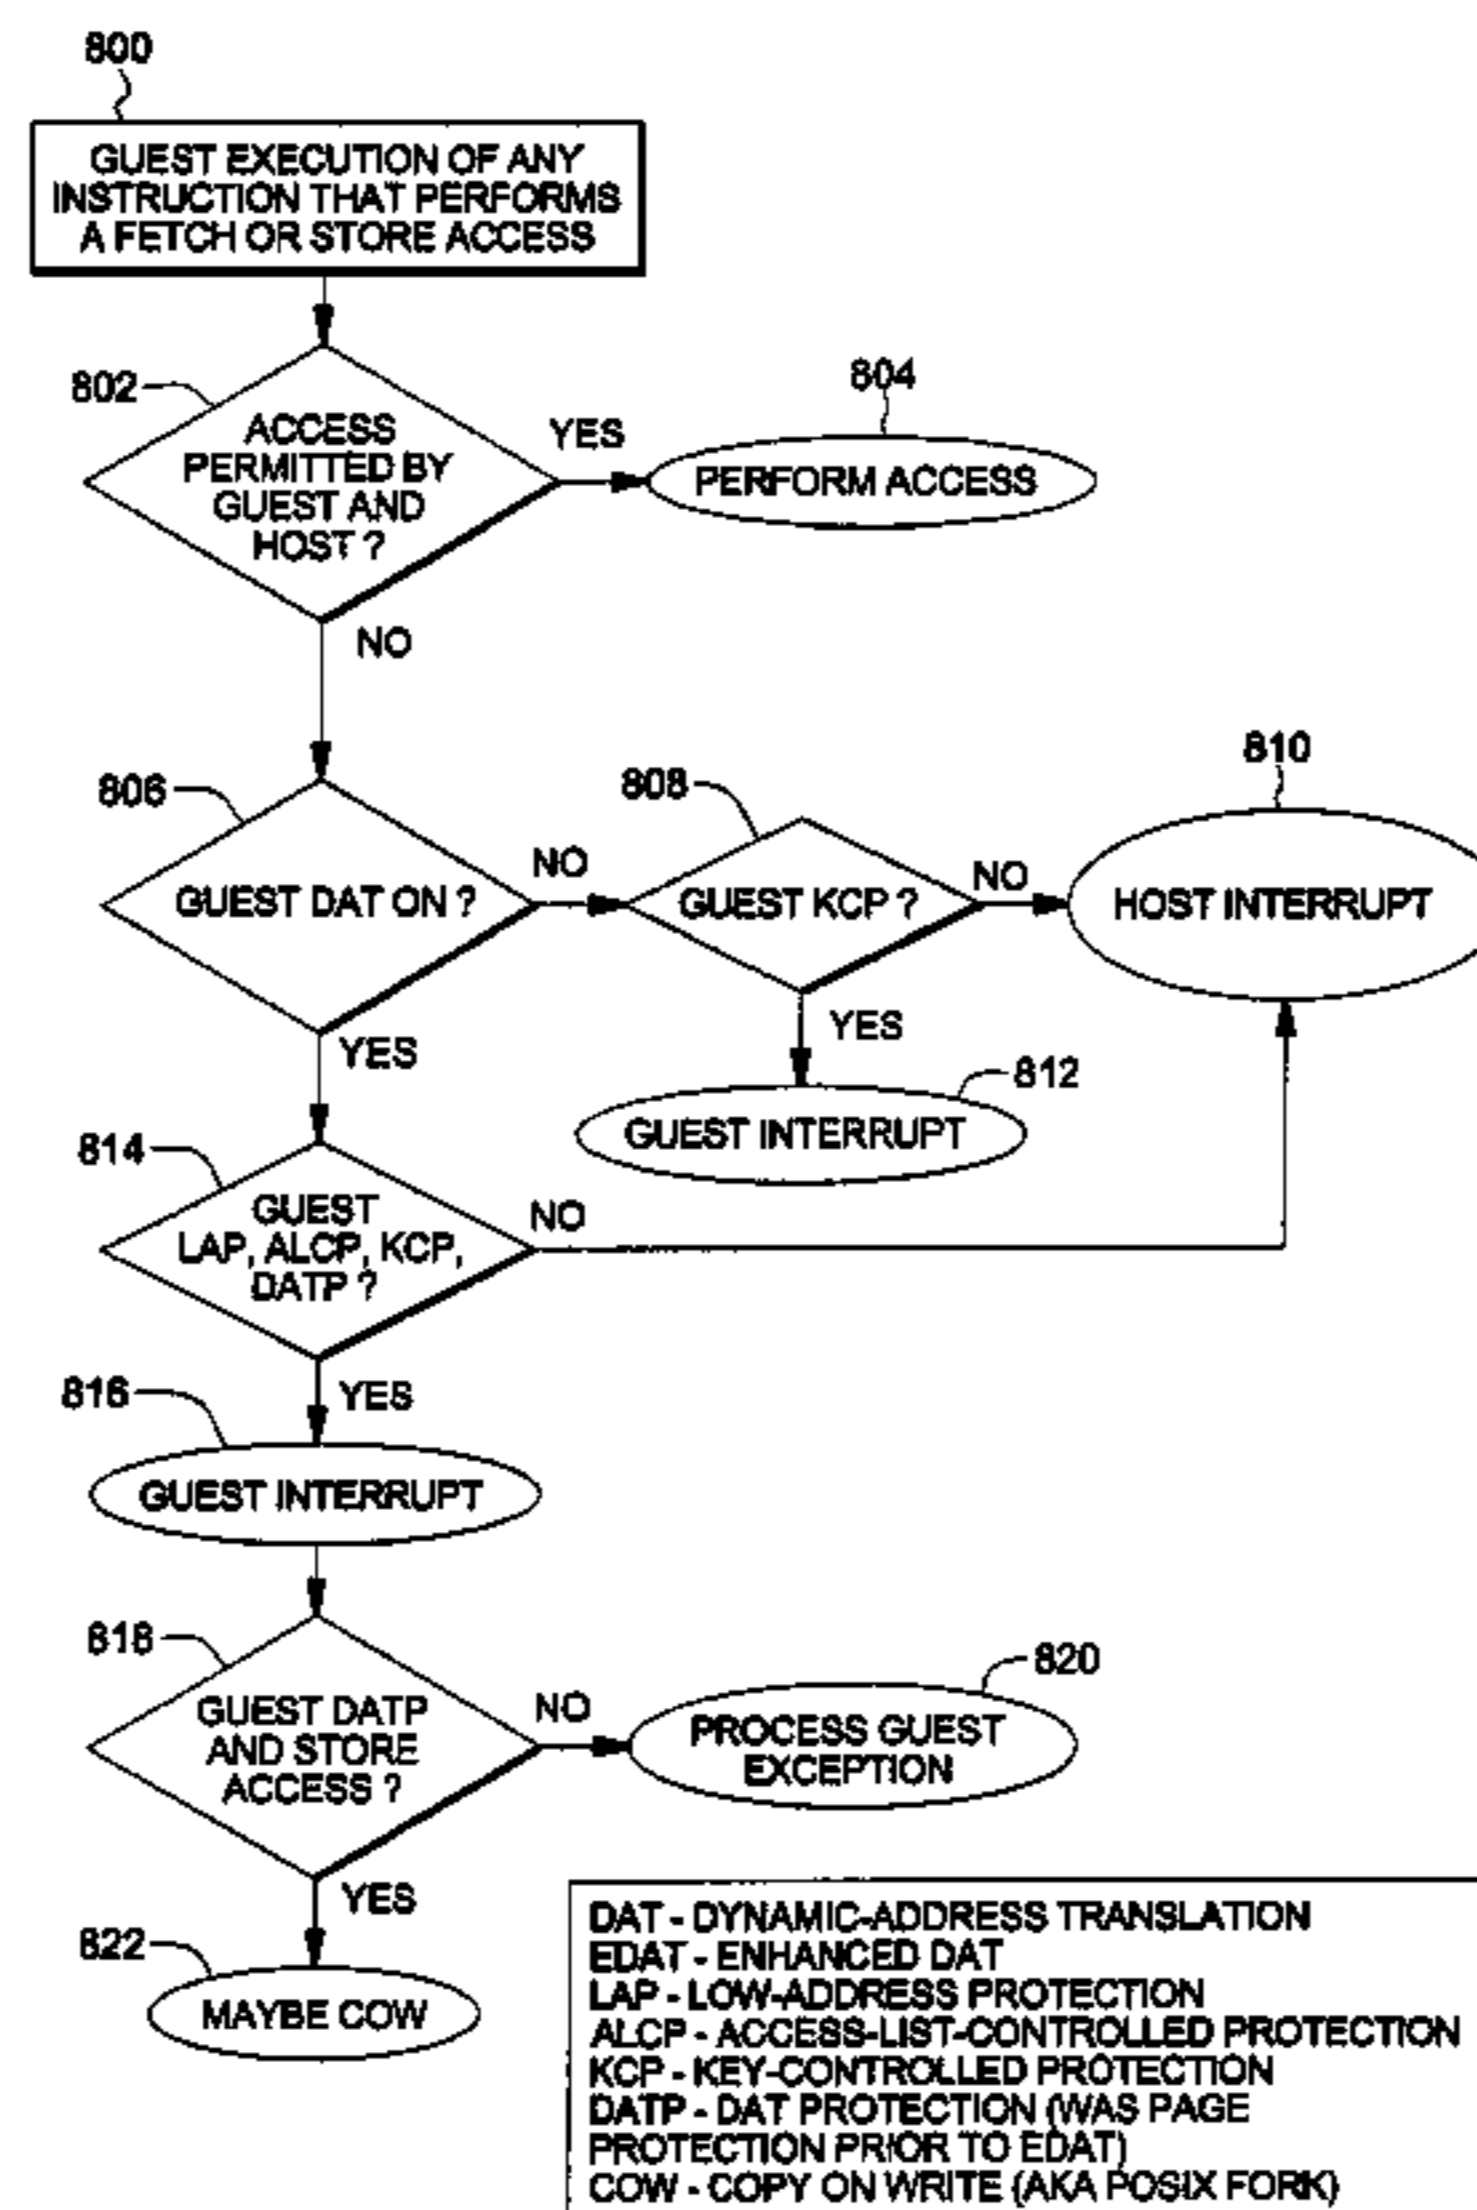 800
GUEST EXECUTION OF ANY
INSTRUCTION THAT PERFORMS
A FETCH OR STORE ACCESS
802
ACCESS
PERMITTED BY
GUEST AND
HOST ?
YES
804
PERFORM ACCESS
NO
806
GUEST DAT ON ?
NO
808
GUEST KCP ?
NO
810
HOST INTERRUPT
YES
YES
812
GUEST INTERRUPT
814
GUEST
LAP, ALCP, KCP,
DATP ?
NO
YES
816
GUEST INTERRUPT
818
GUEST DATP
AND STORE
ACCESS ?
NO
820
PROCESS GUEST
EXCEPTION
YES
822
MAYBE COW
DAT - DYNAMIC-ADDRESS TRANSLATION
EDAT - ENHANCED DAT
LAP - LOW-ADDRESS PROTECTION
ALCP - ACCESS-LIST-CONTROLLED PROTECTION
KCP - KEY-CONTROLLED PROTECTION
DATP - DAT PROTECTION (WAS PAGE
PROTECTION PRIOR TO EDAT)
COW - COPY ON WRITE (AKA POSIX FORK)